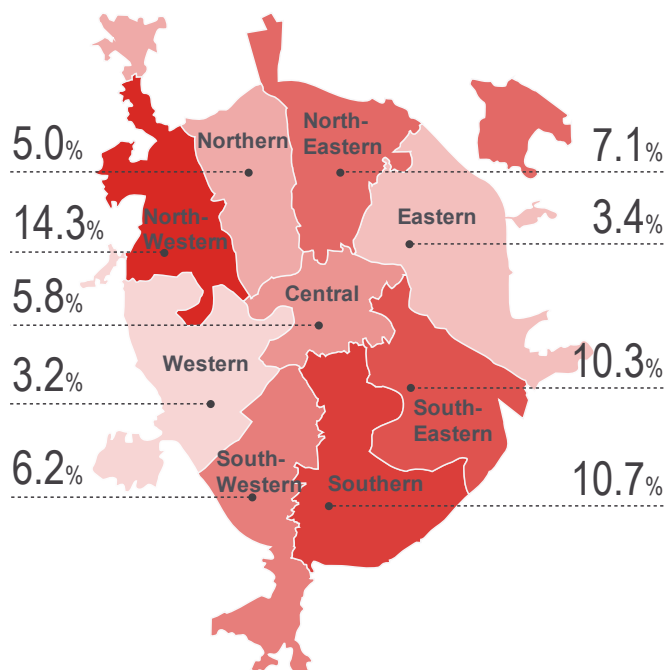 Northern
North-
Eastern
5.0%
7.1%
North-
Western
Eastern
14.3%
3.4%
Central
5.8%
Western
10.3%
3.2%
South-
Eastern
South-
Western
6.2%
Southern
10.7%